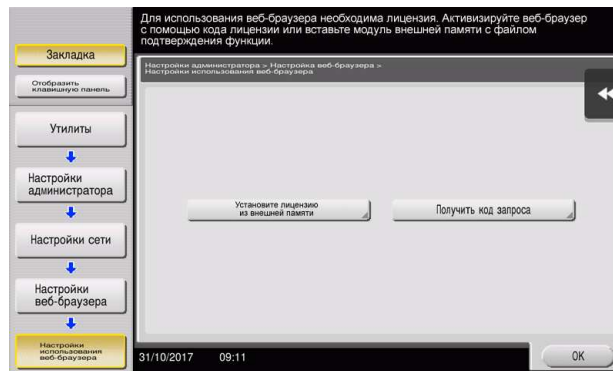 Для использования веб-браузера необходима лицензия. Активизируйте веб-браузер
с помощью кода лицензии или вставьте модуль внешней памяти с файлом
подтверждения функции.
Закладка
Отобразить
клавишную панель
Утилиты
Настройки
администратора
Настройки сети
Настройки
веб-браузера
Настройки
использования
веб-браузера
Настройки администратора > Настройка веб-браузера >
Настройки использования веб-браузера
Установите лицензию
из внешней памяти
Получить код запроса
31/10/2017 09:11
OK